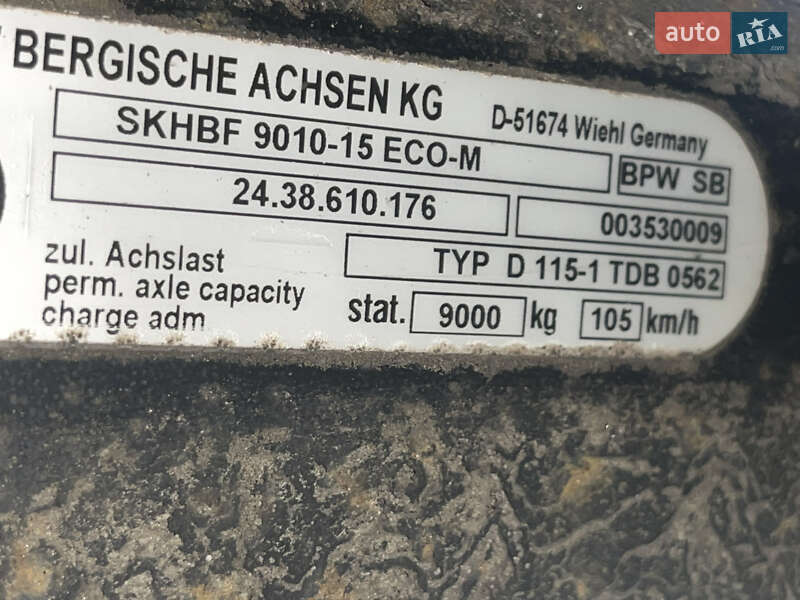 auto RIA.com
BERGISCHE ACHSEN KG D-51674 Wiehl Germany
SKHBF 9010-15 ECO-M BPW SB
24.38.610.176 003530009
zul. Achslast TYP D 115-1 TDB 0562
perm. axle capacity
charge adm stat. 9000 kg 105 km/h